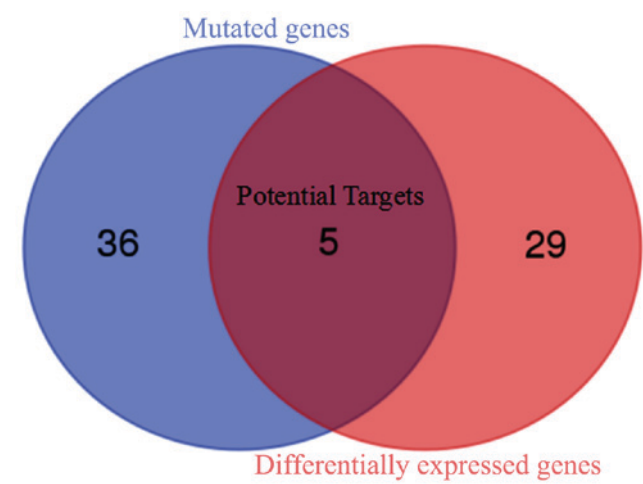 Mutated genes
Potential Targets
36
5
29
Differentially expressed genes